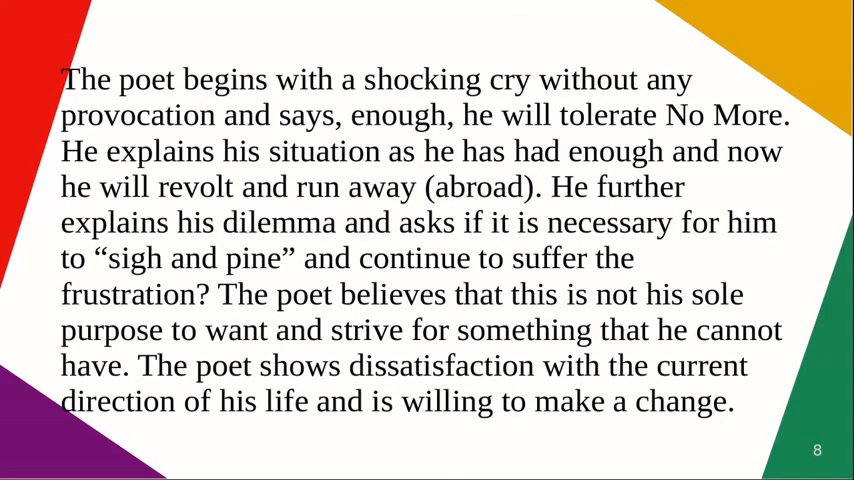 The poet begins with a shocking cry without any
provocation and says, enough, he will tolerate No More.
He explains his situation as he has had enough and now
he will revolt and run away (abroad). He further
explains his dilemma and asks if it is necessary for him
to “sigh and pine” and continue to suffer the
frustration? The poet believes that this is not his sole
purpose to want and strive for something that he cannot
have. The poet shows dissatisfaction with the current
direction of his life and is willing to make a change.
8